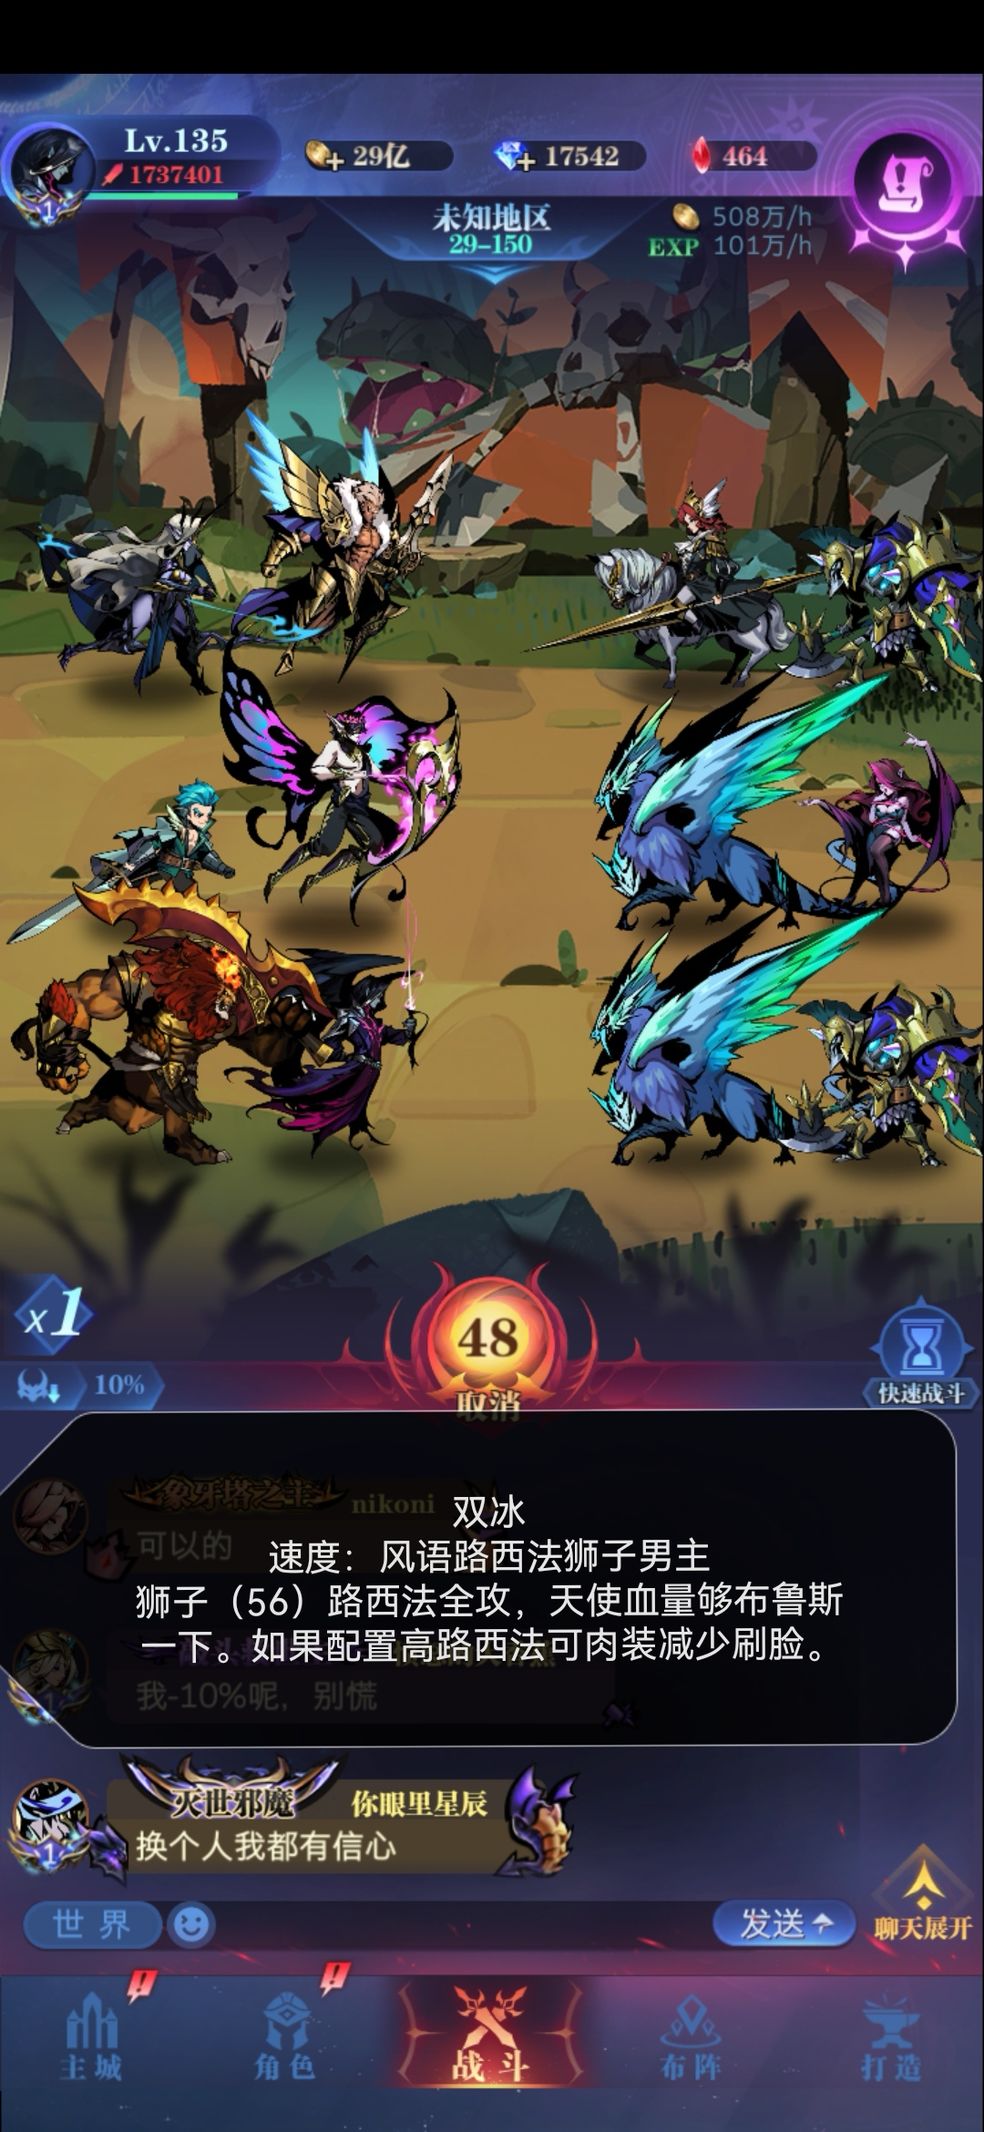 Lv.135
1737401
1
29亿
17542
464
未知地区
29-150
508万/h
EXP 101万/h
x1
10%
48
取消
快速战斗
象牙塔之主 nikoni
可以的
双冰
速度：风语路西法狮子男主
狮子（56）路西法全攻，天使血量够布鲁斯
一下。如果配置高路西法可肉装减少刷脸。
我-10%呢，别慌
灭世邪魔 你眼里星辰
1
换个人我都有信心
世界
发送
聊天展开
主城
角色
战斗
布阵
打造